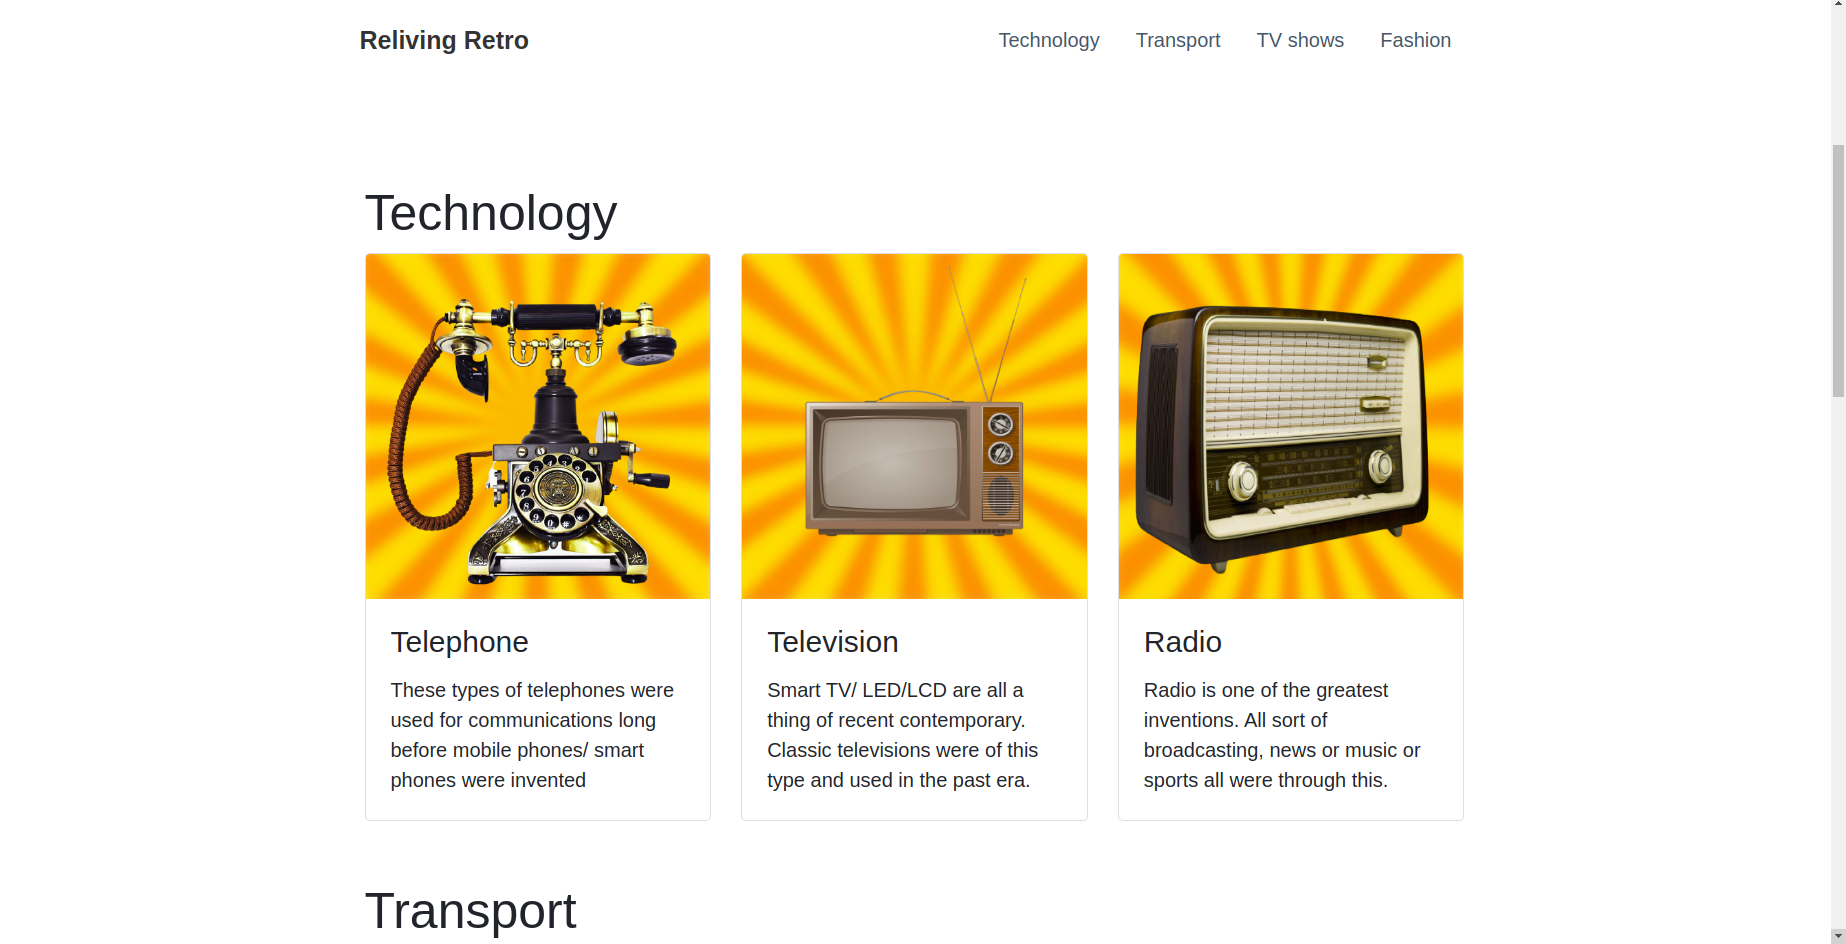 Reliving Retro
Technology Transport TV shows Fashion
Technology
Telephone
These types of telephones were
used for communications long
before mobile phones/ smart
phones were invented
Television
Smart TV/ LED/LCD are all a
thing of recent contemporary.
Classic televisions were of this
type and used in the past era.
Radio
Radio is one of the greatest
inventions. All sort of
broadcasting, news or music or
sports all were through this.
Transport